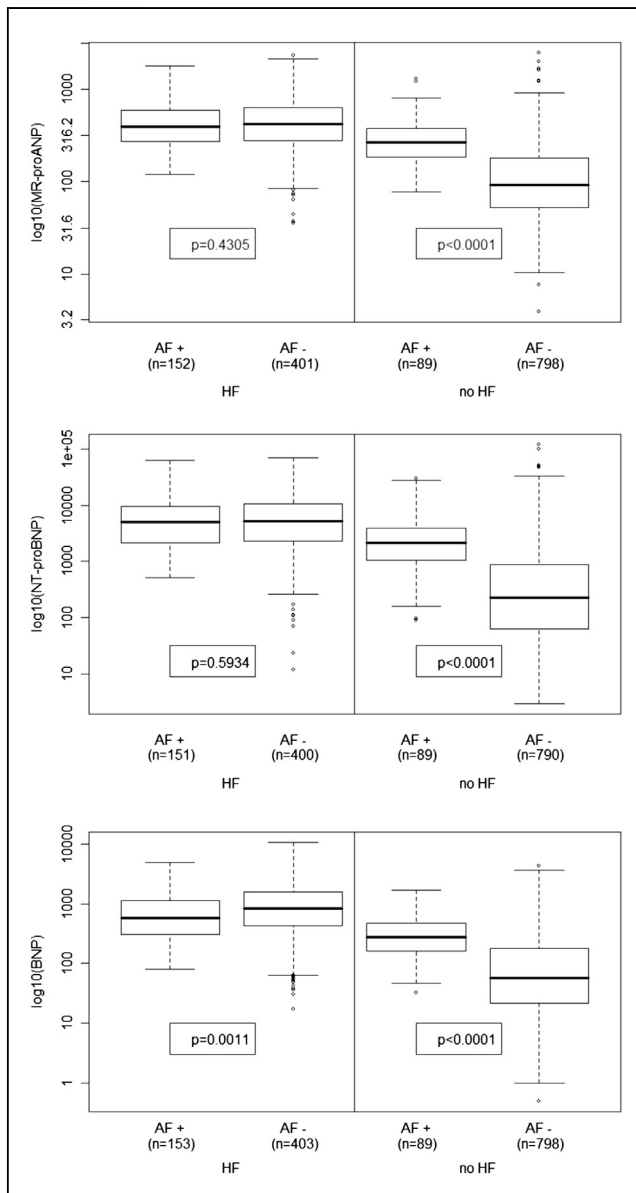 log10(MR-proANP)
1000
316.2
100
31.6
10
3.2
p=0.4305
p<0.0001
AF + AF - AF + AF -
(n=152) (n=401) (n=89) (n=798)
HF no HF
log10(NT-proBNP)
1e+05
10000
1000
100
10
p=0.5934
p<0.0001
AF + AF - AF + AF -
(n=151) (n=400) (n=89) (n=790)
HF no HF
log10(BNP)
10000
1000
100
10
1
p=0.0011
p<0.0001
AF + AF - AF + AF -
(n=153) (n=403) (n=89) (n=798)
HF no HF